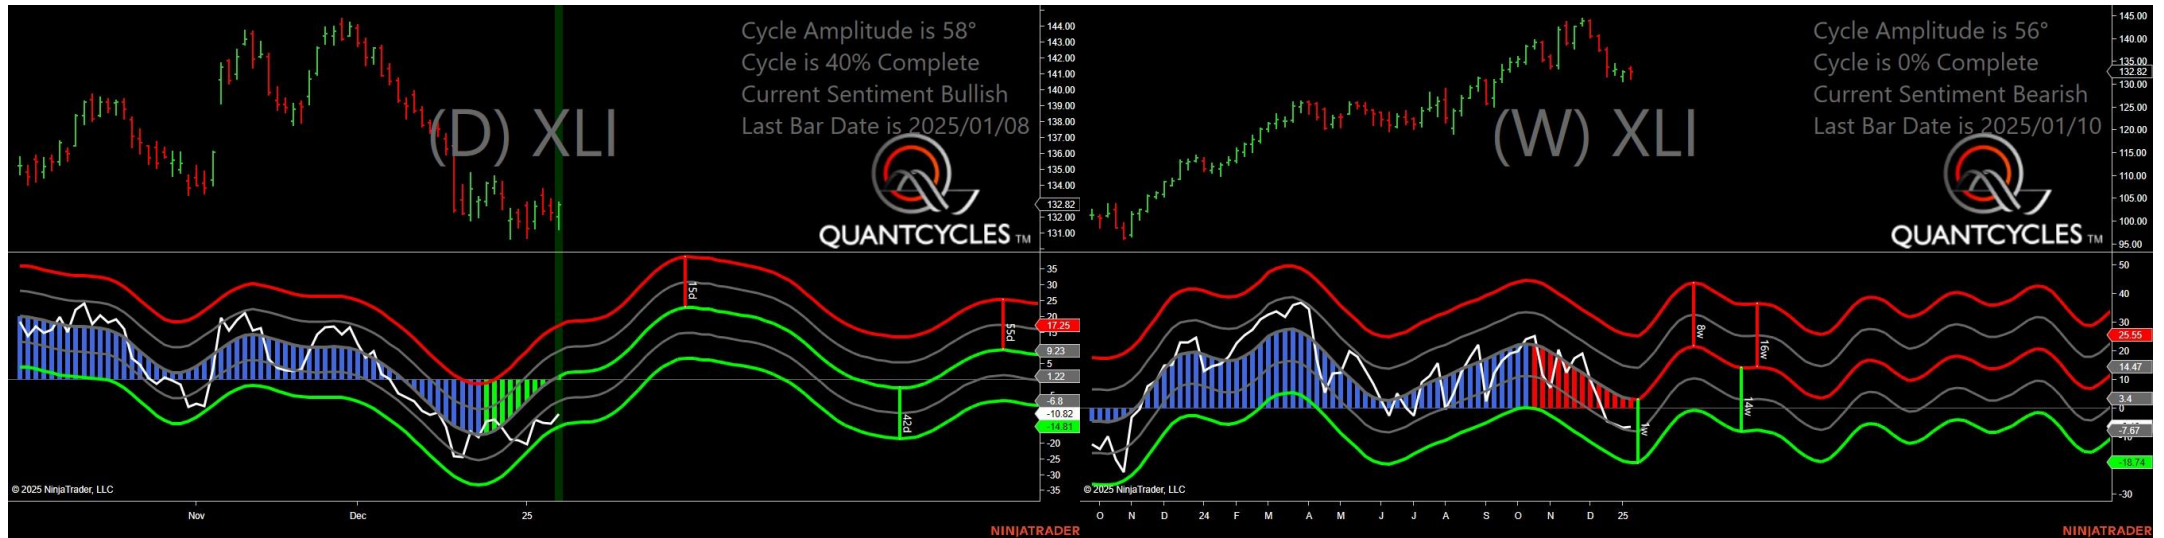 Cycle Amplitude is 58°
Cycle is 40% Complete
Current Sentiment Bullish
Last Bar Date is 2025/01/08
(D) XLI
QUANTCYCLES TM
144.00
143.00
142.00
141.00
140.00
139.00
138.00
137.00
136.00
135.00
134.00
132.82
132.00
131.00
35
30
25
20
17.25
9.23
5
1.22
-6.8
-10.82
-14.81
-20
-25
-30
-35
15d
42d
55d
© 2025 NinjaTrader, LLC
Nov
Dec
25
NINJATRADER
Cycle Amplitude is 56°
Cycle is 0% Complete
Current Sentiment Bearish
Last Bar Date is 2025/01/10
(W) XLI
QUANTCYCLES TM
145.00
140.00
135.00
132.82
130.00
125.00
120.00
115.00
110.00
105.00
100.00
95.00
50
40
30
25.55
20
14.47
10
3.4
0
-7.67
-18.74
-30
8w
16w
14w
1w
© 2025 NinjaTrader, LLC
O N D 24 F M A M J J A S O N D 25
NINJATRADER